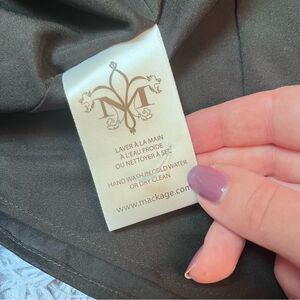 M
LAVER À LA MAIN
À L'EAU FROIDE
OU NETTOYER À SEC
HAND WASH IN COLD WATER
OR DRY CLEAN
www.mackage.com